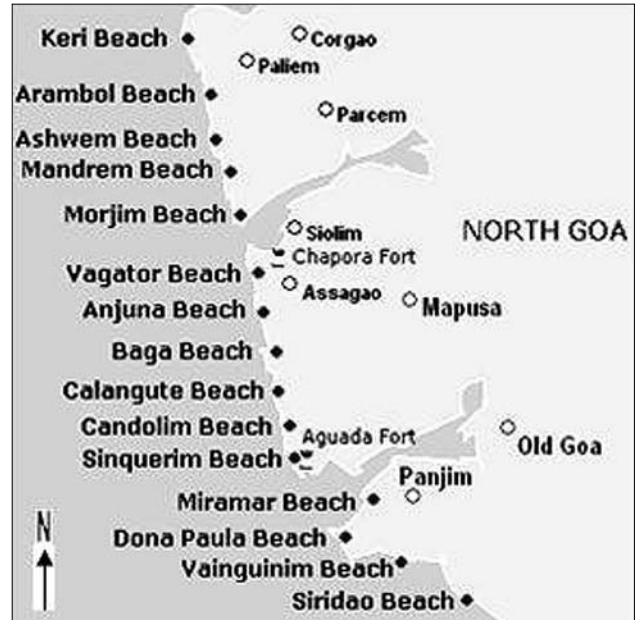 Keri Beach
Corgao
Paliem
Arambol Beach
Parcem
Ashwem Beach
Mandrem Beach
Morjim Beach
Siolim
NORTH GOA
Chapora Fort
Vagator Beach
Assagao
Mapusa
Anjuna Beach
Baga Beach
Calangute Beach
Candolim Beach
Aguada Fort
Old Goa
Sinquerim Beach
Panjim
Miramar Beach
N
Dona Paula Beach
Vainguinim Beach
Siridao Beach